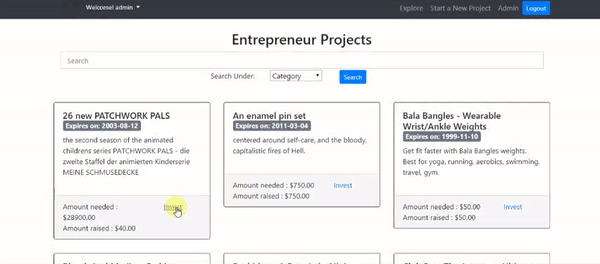 Welcome! admin
Explore Start a New Project Admin Logout
Entrepreneur Projects
Search
Search Under: Category Search
26 new PATCHWORK PALS
Expires on: 2003-08-12
the second season of the animated
childrens series PATCHWORK PALS - die
zweite Staffel der animierten Kinderserie
MEINE SCHMUSEDECKE
Amount needed :
$28900.00
Amount raised : $40.00
Invest
An enamel pin set
Expires on: 2011-03-04
centered around self-care, and the bloody,
capitalistic fires of Hell.
Amount needed : $750.00
Amount raised : $750.00
Invest
Bala Bangles - Wearable
Wrist/Ankle Weights
Expires on: 1999-11-10
Get fit faster with Bala Bangles weights.
Best for yoga, running, aerobics, swimming,
travel, gym.
Amount needed : $50.00
Amount raised : $50.00
Invest